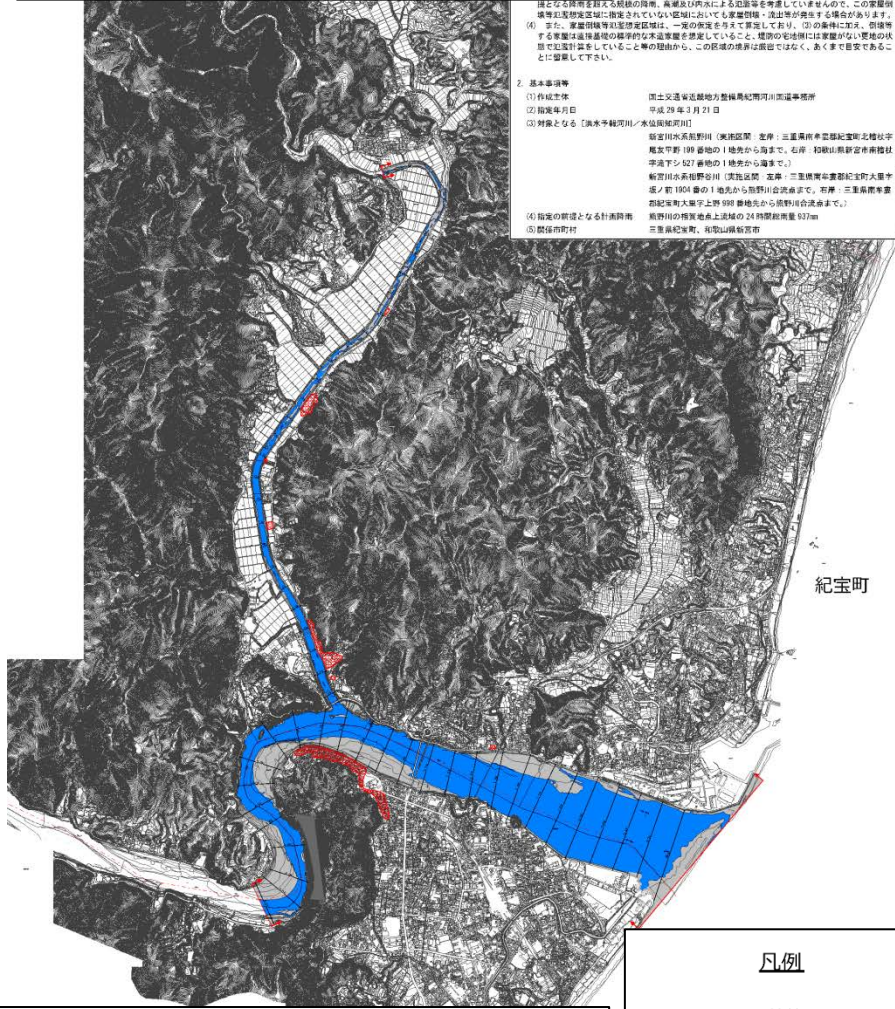 提となる降雨を超える規模の降雨、高潮及び内水による氾濫等を考慮していませんので、この家屋倒
壊等氾濫想定区域に指定されていない区域においても家屋倒壊・流出等が発生する場合があります。
(4) また、家屋倒壊等氾濫想定区域は、一定の仮定を与えて算定しており、(3)の条件に加え、倒壊等
する家屋は直接基礎の標準的な木造家屋を想定していること、堤防の宅地側には家屋がない更地の状
態で氾濫計算をしていること等の理由から、この区域の境界は厳密ではなく、あくまで目安であるこ
とに留意して下さい。
2. 基本事項等
(1)作成主体 国土交通省近畿地方整備局紀南河川国道事務所
(2)指定年月日 平成29年3月21日
(3)対象となる [洪水予報河川/水位周知河川]
新宮川水系熊野川(実施区間:左岸:三重県南牟婁郡紀宝町北檜杖字
尾友平野199番地の1地先から海まで。右岸:和歌山県新宮市南檜杖
字滝下シ527番地の1地先から海まで。)
新宮川水系相野谷川(実施区間:左岸:三重県南牟婁郡紀宝町大里字
坂ノ前1904番の1地先から熊野川合流点まで。右岸:三重県南牟婁
郡紀宝町大里字上野998番地先から熊野川合流点まで。)
(4)指定の前提となる計画降雨 熊野川の相賀地点上流域の24時間総雨量937mm
(5)関係市町村 三重県紀宝町、和歌山県新宮市
紀宝町
凡例